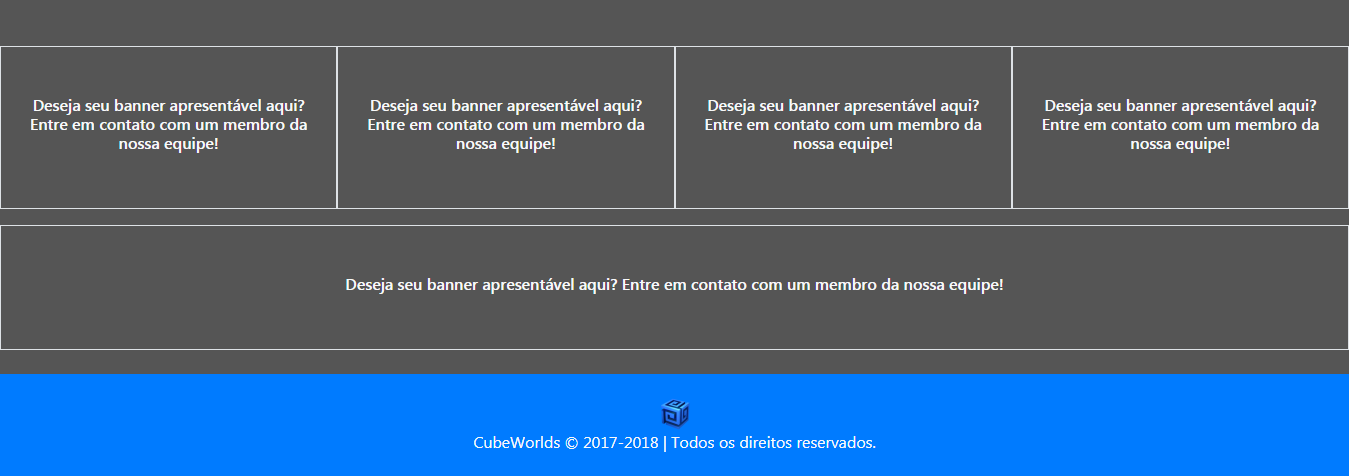 Deseja seu banner apresentável aqui?
Entre em contato com um membro da
nossa equipe!
Deseja seu banner apresentável aqui?
Entre em contato com um membro da
nossa equipe!
Deseja seu banner apresentável aqui?
Entre em contato com um membro da
nossa equipe!
Deseja seu banner apresentável aqui?
Entre em contato com um membro da
nossa equipe!
Deseja seu banner apresentável aqui? Entre em contato com um membro da nossa equipe!
CubeWorlds © 2017-2018 | Todos os direitos reservados.